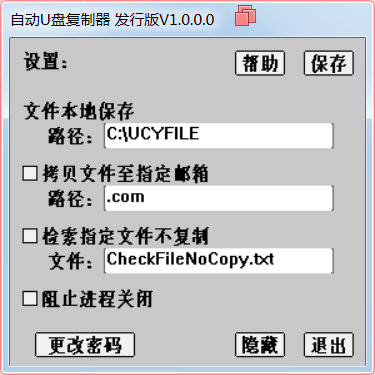 自动U盘复制器 发行版V1.0.0.0
设置： 帮助 保存
文件本地保存
路径： C:\UCYFILE
拷贝文件至指定邮箱
路径： .com
检索指定文件不复制
文件： CheckFileNoCopy.txt
阻止进程关闭
更改密码 隐藏 退出